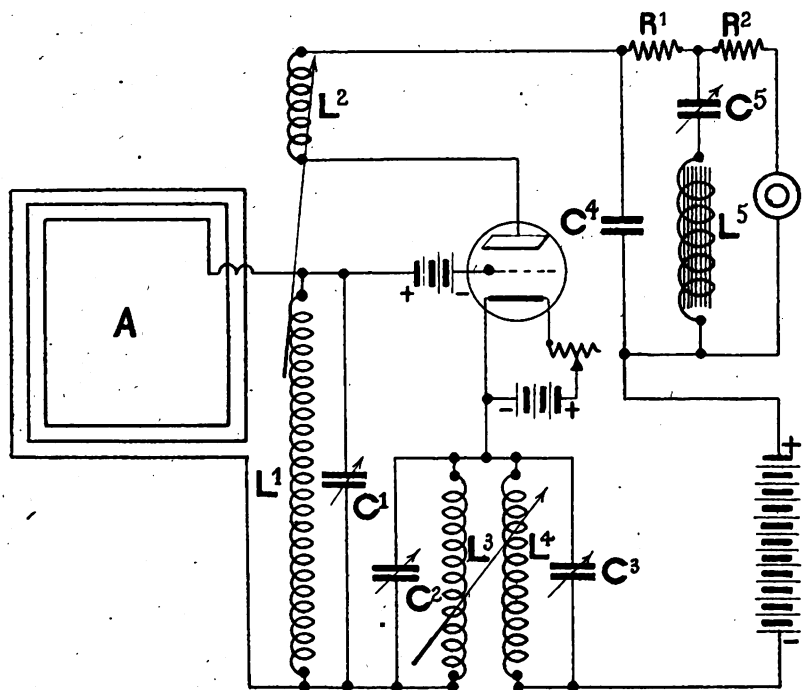 R¹ R²
L²
C⁵
C⁴
L⁵
A
+ -
- +
L¹
C¹
L³ L⁴
C² C³
+
-